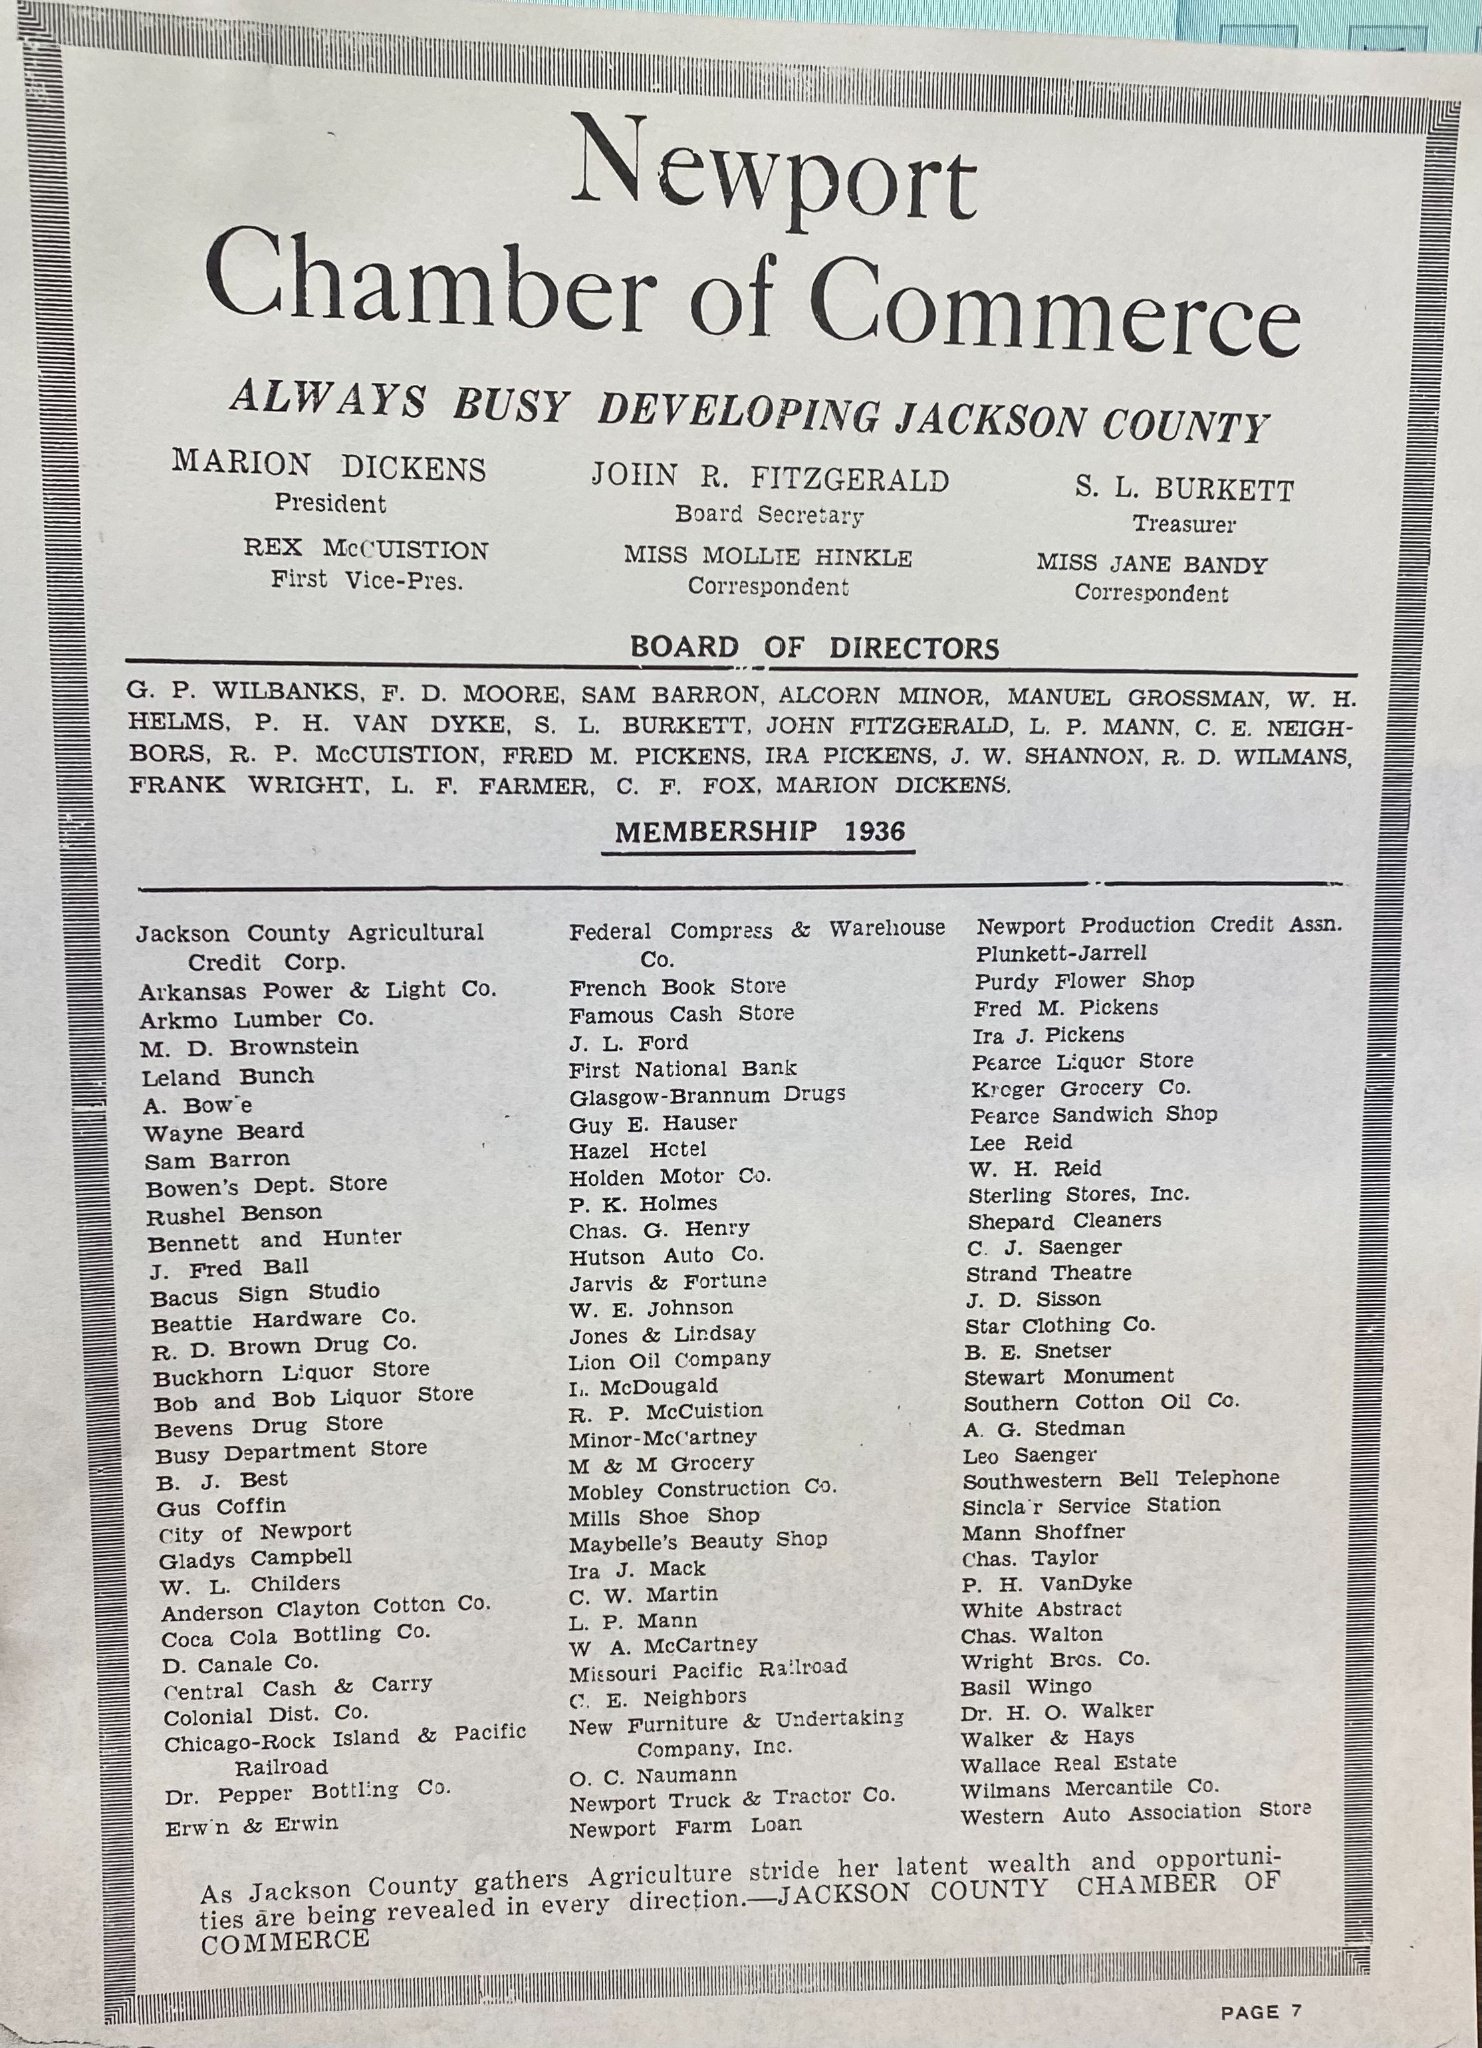 Newport
Chamber of Commerce
ALWAYS BUSY DEVELOPING JACKSON COUNTY
MARION DICKENS
President
JOHN R. FITZGERALD
Board Secretary
S. L. BURKETT
Treasurer
REX McCUISTION
First Vice-Pres.
MISS MOLLIE HINKLE
Correspondent
MISS JANE BANDY
Correspondent
BOARD OF DIRECTORS
G. P. WILBANKS, F. D. MOORE, SAM BARRON, ALCORN MINOR, MANUEL GROSSMAN, W. H.
HELMS, P. H. VAN DYKE, S. L. BURKETT, JOHN FITZGERALD, L. P. MANN, C. E. NEIGH-
BORS, R. P. McCUISTION, FRED M. PICKENS, IRA PICKENS, J. W. SHANNON, R. D. WILMANS,
FRANK WRIGHT, L. F. FARMER, C. F. FOX, MARION DICKENS.
MEMBERSHIP 1936
Jackson County Agricultural
Credit Corp.
Arkansas Power & Light Co.
Arkmo Lumber Co.
M. D. Brownstein
Leland Bunch
A. Bowie
Wayne Beard
Sam Barron
Bowen's Dept. Store
Rushel Benson
Bennett and Hunter
J. Fred Ball
Bacus Sign Studio
Beattie Hardware Co.
R. D. Brown Drug Co.
Buckhorn Liquor Store
Bob and Bob Liquor Store
Bevens Drug Store
Busy Department Store
B. J. Best
Gus Coffin
City of Newport
Gladys Campbell
W. L. Childers
Anderson Clayton Cotton Co.
Coca Cola Bottling Co.
D. Canale Co.
Central Cash & Carry
Colonial Dist. Co.
Chicago-Rock Island & Pacific
Railroad
Dr. Pepper Bottling Co.
Erwin & Erwin
Federal Compress & Warehouse
Co.
French Book Store
Famous Cash Store
J. L. Ford
First National Bank
Glasgow-Brannum Drugs
Guy E. Hauser
Hazel Hotel
Holden Motor Co.
P. K. Holmes
Chas. G. Henry
Hutson Auto Co.
Jarvis & Fortune
W. E. Johnson
Jones & Lindsay
Lion Oil Company
L. McDougald
R. P. McCuistion
Minor-McCartney
M & M Grocery
Mobley Construction Co.
Mills Shoe Shop
Maybelle's Beauty Shop
Ira J. Mack
C. W. Martin
L. P. Mann
W A. McCartney
Missouri Pacific Railroad
C. E. Neighbors
New Furniture & Undertaking
Company, Inc.
O. C. Naumann
Newport Truck & Tractor Co.
Newport Farm Loan
Newport Production Credit Assn.
Plunkett-Jarrell
Purdy Flower Shop
Fred M. Pickens
Ira J. Pickens
Pearce Liquor Store
Kroger Grocery Co.
Pearce Sandwich Shop
Lee Reid
W. H. Reid
Sterling Stores, Inc.
Shepard Cleaners
C. J. Saenger
Strand Theatre
J. D. Sisson
Star Clothing Co.
B. E. Snetser
Stewart Monument
Southern Cotton Oil Co.
A. G. Stedman
Leo Saenger
Southwestern Bell Telephone
Sinclair Service Station
Mann Shoffner
Chas. Taylor
P. H. VanDyke
White Abstract
Chas. Walton
Wright Bros. Co.
Basil Wingo
Dr. H. O. Walker
Walker & Hays
Wallace Real Estate
Wilmans Mercantile Co.
Western Auto Association Store
As Jackson County gathers Agriculture stride her latent wealth and opportuni-
ties are being revealed in every direction.—JACKSON COUNTY CHAMBER OF
COMMERCE
PAGE 7